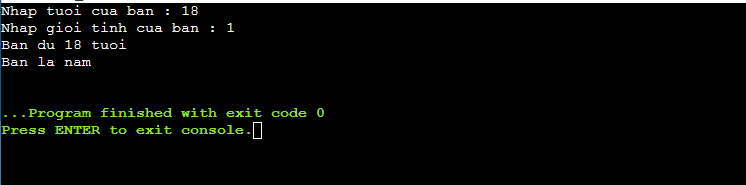 Nhap tuoi cua ban : 18
Nhap gioi tinh cua ban : 1
Ban du 18 tuoi
Ban la nam
...Program finished with exit code 0
Press ENTER to exit console.